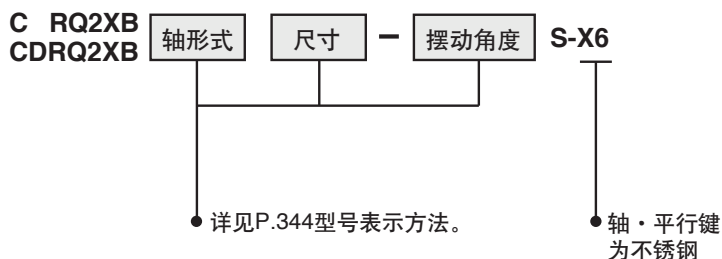 C RQ2XB 轴形式 尺寸 - 摆动角度 S-X6
CDRQ2XB
详见P.344型号表示方法。
轴・平行键
为不锈钢